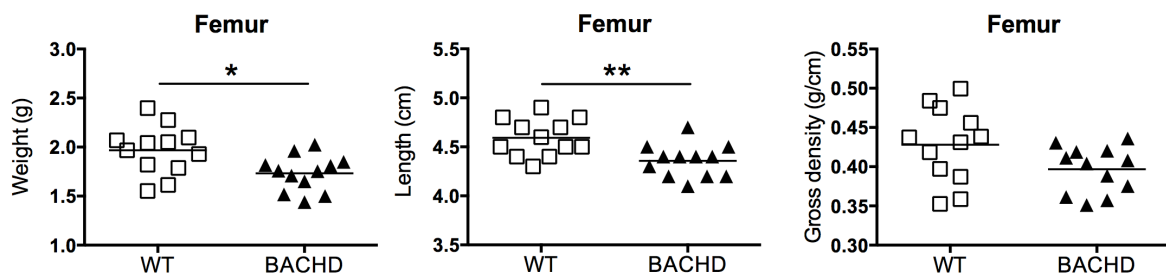 Femur
Weight (g)
3.0
2.5
2.0
1.5
1.0
*
WT
BACHD
Femur
Length (cm)
5.5
5.0
4.5
4.0
3.5
**
WT
BACHD
Femur
Gross density (g/cm)
0.55
0.50
0.45
0.40
0.35
0.30
WT
BACHD